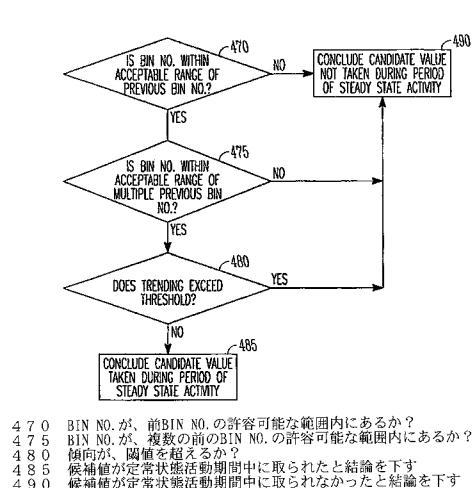 470
IS BIN NO. WITHIN
ACCEPTABLE RANGE OF
PREVIOUS BIN NO.?
NO
490
CONCLUDE CANDIDATE VALUE
NOT TAKEN DURING PERIOD
OF STEADY STATE ACTIVITY
YES
475
IS BIN NO. WITHIN
ACCEPTABLE RANGE OF
MULTIPLE PREVIOUS BIN
NO.?
NO
YES
480
DOES TRENDING EXCEED
THRESHOLD?
YES
NO
485
CONCLUDE CANDIDATE VALUE
TAKEN DURING PERIOD OF
STEADY STATE ACTIVITY
470 BIN NO.が、前BIN NO.の許容可能な範囲内にあるか?
475 BIN NO.が、複数の前のBIN NO.の許容可能な範囲内にあるか?
480 傾向が、閾値を超えるか?
485 候補値が定常状態活動期間中に取られたと結論を下す
490 候補値が定常状態活動期間中に取られなかったと結論を下す